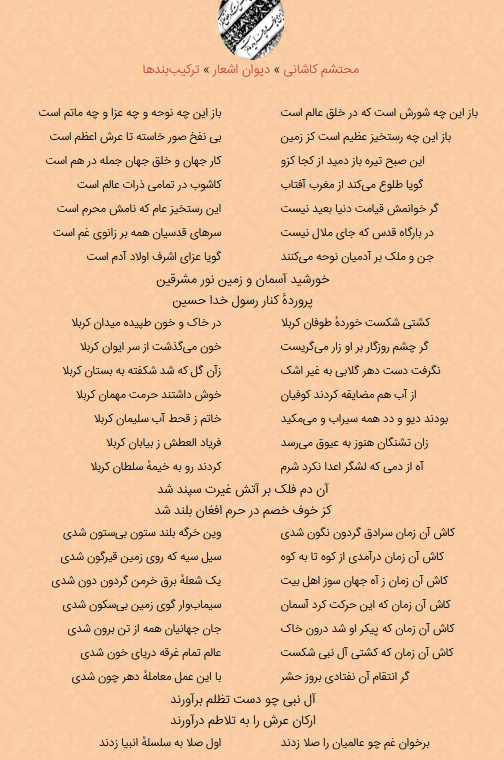 محتشم کاشانی » دیوان اشعار » ترکیب‌بندها
باز این چه شورش است که در خلق عالم است باز این چه نوحه و چه عزا و چه ماتم است
باز این چه رستخیز عظیم است کز زمین بی نفخ صور خاسته تا عرش اعظم است
این صبح تیره باز دمید از کجا کزو کار جهان و خلق جهان جمله در هم است
گویا طلوع می‌کند از مغرب آفتاب کاشوب در تمامی ذرات عالم است
گر خوانمش قیامت دنیا بعید نیست این رستخیز عام که نامش محرم است
در بارگاه قدس که جای ملال نیست سرهای قدسیان همه بر زانوی غم است
جن و ملک بر آدمیان نوحه می‌کنند گویا عزای اشرف اولاد آدم است
خورشید آسمان و زمین نور مشرقین
پروردهٔ کنار رسول خدا حسین
کشتی شکست خوردهٔ طوفان کربلا در خاک و خون طپیده میدان کربلا
گر چشم روزگار بر او زار می‌گریست خون می‌گذشت از سر ایوان کربلا
نگرفت دست دهر گلابی به غیر اشک زآن گل که شد شکفته به بستان کربلا
از آب هم مضایقه کردند کوفیان خوش داشتند حرمت مهمان کربلا
بودند دیو و دد همه سیراب و می‌مکید خاتم ز قحط آب سلیمان کربلا
زان تشنگان هنوز به عیوق می‌رسد فریاد العطش ز بیابان کربلا
آه از دمی که لشگر اعدا نکرد شرم کردند رو به خیمهٔ سلطان کربلا
آن دم فلک بر آتش غیرت سپند شد
کز خوف خصم در حرم افغان بلند شد
کاش آن زمان سرادق گردون نگون شدی وین خرگه بلند ستون بی‌ستون شدی
کاش آن زمان درآمدی از کوه تا به کوه سیل سیه که روی زمین قیرگون شدی
کاش آن زمان ز آه جهان سوز اهل بیت یک شعلهٔ برق خرمن گردون دون شدی
کاش آن زمان که این حرکت کرد آسمان سیماب‌وار گوی زمین بی‌سکون شدی
کاش آن زمان که پیکر او شد درون خاک جان جهانیان همه از تن برون شدی
کاش آن زمان که کشتی آل نبی شکست عالم تمام غرقه دریای خون شدی
گر انتقام آن نفتادی بروز حشر با این عمل معاملهٔ دهر چون شدی
آل نبی چو دست تظلم برآورند
ارکان عرش را به تلاطم درآورند
برخوان غم چو عالمیان را صلا زدند اول صلا به سلسلهٔ انبیا زدند